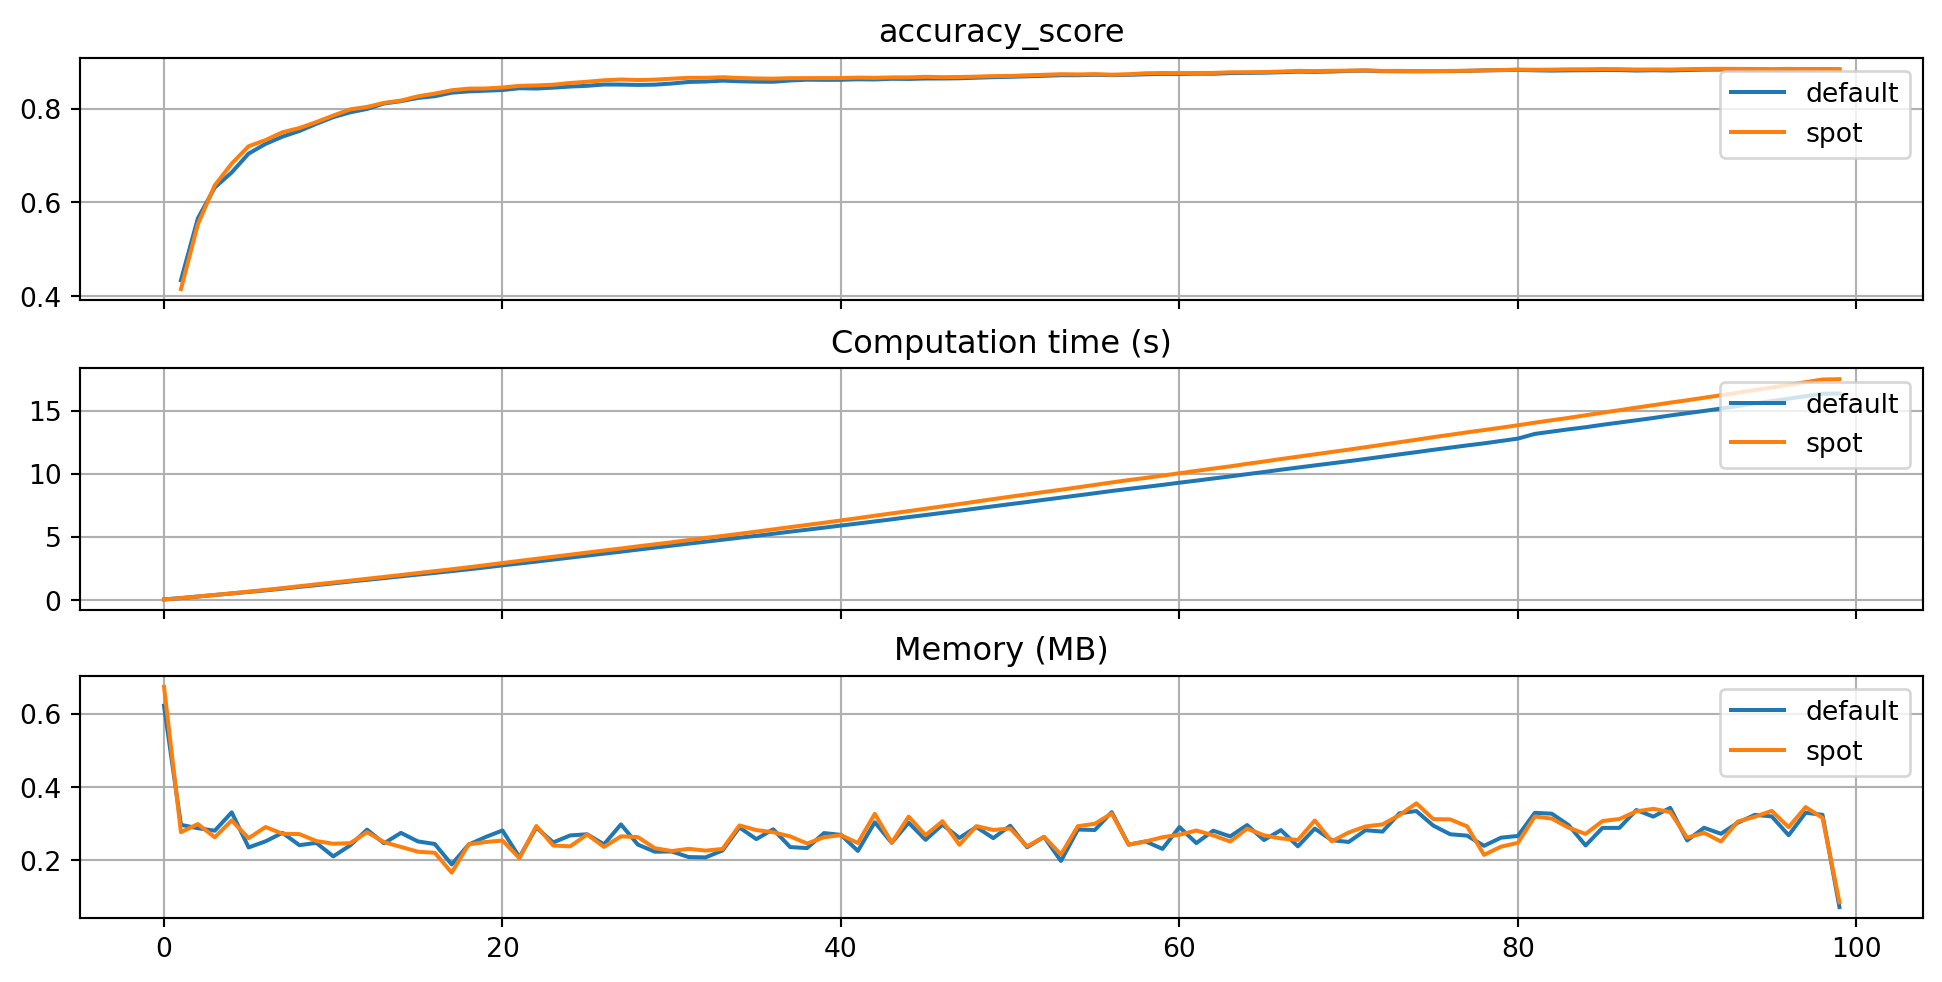 accuracy_score
0.8
0.6
0.4
default
spot
Computation time (s)
15
10
5
0
default
spot
Memory (MB)
0.6
0.4
0.2
default
spot
0 20 40 60 80 100